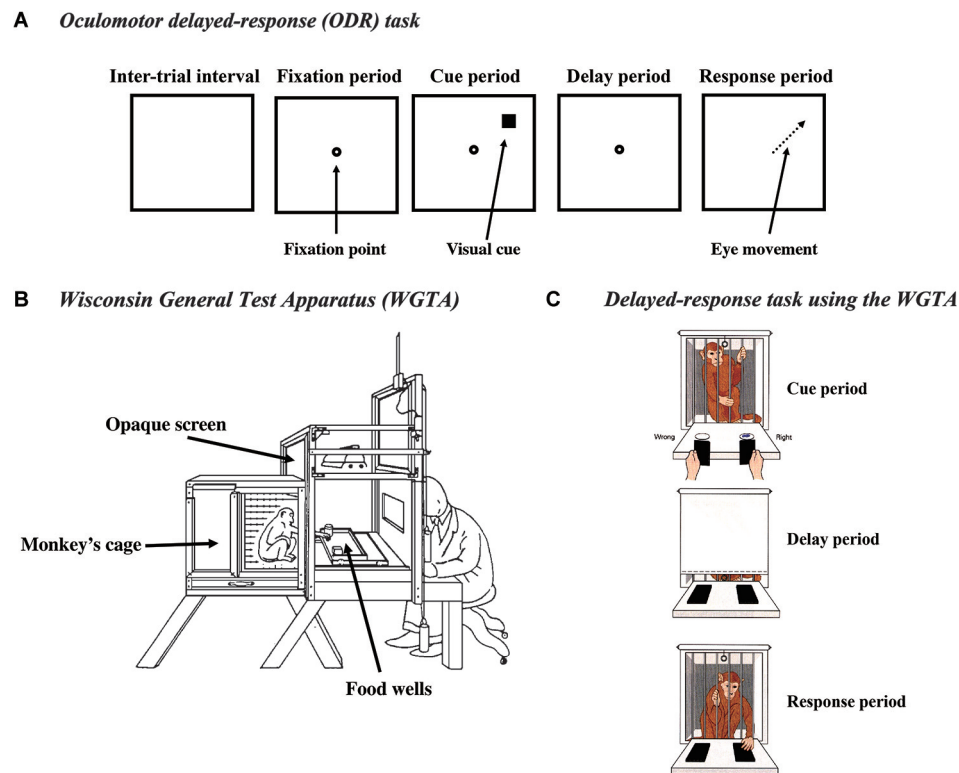 A Oculomotor delayed-response (ODR) task
Inter-trial interval Fixation period Cue period Delay period Response period
Fixation point Visual cue Eye movement
B Wisconsin General Test Apparatus (WGTA)
Opaque screen
Monkey's cage
Food wells
C Delayed-response task using the WGTA
Cue period
Wrong Right
Delay period
Response period